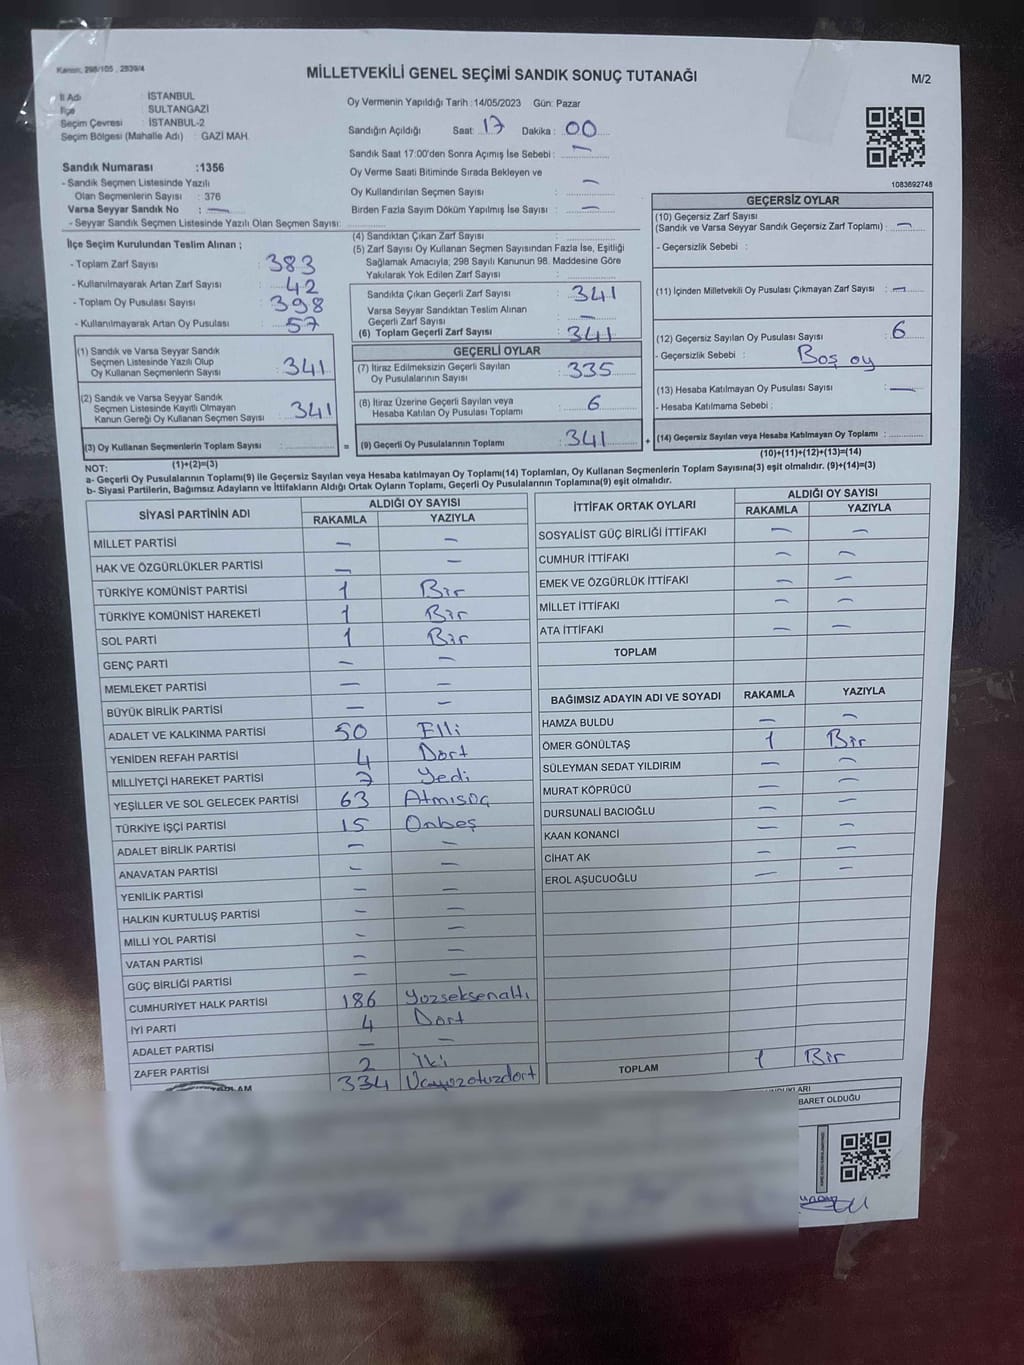 Kanun, 298/105 , 2839/4
MİLLETVEKİLİ GENEL SEÇİMİ SANDIK SONUÇ TUTANAĞI
M/2
İl Adı : İSTANBUL
İlçe : SULTANGAZİ
Seçim Çevresi : İSTANBUL-2
Seçim Bölgesi (Mahalle Adı) : GAZİ MAH.
Oy Vermenin Yapıldığı Tarih :14/05/2023 Gün: Pazar
Sandığın Açıldığı Saat: 17 Dakika: 00
Sandık Saat 17:00'den Sonra Açımış İse Sebebi : –
Oy Verme Saati Bitiminde Sırada Bekleyen ve
Oy Kullandırılan Seçmen Sayısı : –
Birden Fazla Sayım Döküm Yapılmış İse Sayısı : –
1083692748
Sandık Numarası :1356
- Sandık Seçmen Listesinde Yazılı
Olan Seçmenlerin Sayısı : 376
Varsa Seyyar Sandık No : –
- Seyyar Sandık Seçmen Listesinde Yazılı Olan Seçmen Sayısı:
İlçe Seçim Kurulundan Teslim Alınan ;
- Toplam Zarf Sayısı : 383
- Kullanılmayarak Artan Zarf Sayısı : 42
- Toplam Oy Pusulası Sayısı : 398
- Kullanılmayarak Artan Oy Pusulası : 57
(1) Sandık ve Varsa Seyyar Sandık
Seçmen Listesinde Yazılı Olup
Oy Kullanan Seçmenlerin Sayısı : 341
(2) Sandık ve Varsa Seyyar Sandık
Seçmen Listesinde Kayıtlı Olmayan
Kanun Gereği Oy Kullanan Seçmen Sayısı : 341
(3) Oy Kullanan Seçmenlerin Toplam Sayısı :
(1)+(2)=(3)
(4) Sandıktan Çıkan Zarf Sayısı :
(5) Zarf Sayısı Oy Kullanan Seçmen Sayısından Fazla İse, Eşitliği
Sağlamak Amacıyla; 298 Sayılı Kanunun 98. Maddesine Göre
Yakılarak Yok Edilen Zarf Sayısı :
Sandıkta Çıkan Geçerli Zarf Sayısı : 341
Varsa Seyyar Sandıktan Teslim Alınan
Geçerli Zarf Sayısı : –
(6) Toplam Geçerli Zarf Sayısı : 341
GEÇERLİ OYLAR
(7) İtiraz Edilmeksizin Geçerli Sayılan
Oy Pusulalarının Sayısı : 335
(8) İtiraz Üzerine Geçerli Sayılan veya
Hesaba Katılan Oy Pusulası Toplamı : 6
= (9) Geçerli Oy Pusulalarının Toplamı : 341 +
GEÇERSİZ OYLAR
(10) Geçersiz Zarf Sayısı
(Sandık ve Varsa Seyyar Sandık Geçersiz Zarf Toplamı) : –
- Geçersizlik Sebebi :
(11) İçinden Milletvekili Oy Pusulası Çıkmayan Zarf Sayısı : –
(12) Geçersiz Sayılan Oy Pusulası Sayısı : 6
- Geçersizlik Sebebi : Boş oy
(13) Hesaba Katılmayan Oy Pusulası Sayısı : –
- Hesaba Katılmama Sebebi :
(14) Geçersiz Sayılan veya Hesaba Katılmayan Oy Toplamı :
(10)+(11)+(12)+(13)=(14)
NOT:
a- Geçerli Oy Pusulalarının Toplamı(9) ile Geçersiz Sayılan veya Hesaba katılmayan Oy Toplamı(14) Toplamları, Oy Kullanan Seçmenlerin Toplam Sayısına(3) eşit olmalıdır. (9)+(14)=(3)
b- Siyasi Partilerin, Bağımsız Adayların ve İttifakların Aldığı Ortak Oyların Toplamı, Geçerli Oy Pusulalarının Toplamına(9) eşit olmalıdır.
SİYASİ PARTİNİN ADI ALDIĞI OY SAYISI
RAKAMLA YAZIYLA
MİLLET PARTİSİ – –
HAK VE ÖZGÜRLÜKLER PARTİSİ – –
TÜRKİYE KOMÜNİST PARTİSİ 1 Bir
TÜRKİYE KOMÜNİST HAREKETİ 1 Bir
SOL PARTİ 1 Bir
GENÇ PARTİ – –
MEMLEKET PARTİSİ – –
BÜYÜK BİRLİK PARTİSİ – –
ADALET VE KALKINMA PARTİSİ 50 Elli
YENİDEN REFAH PARTİSİ 4 Dört
MİLLİYETÇİ HAREKET PARTİSİ 7 Yedi
YEŞİLLER VE SOL GELECEK PARTİSİ 63 Atmışüç
TÜRKİYE İŞÇİ PARTİSİ 15 Onbeş
ADALET BİRLİK PARTİSİ – –
ANAVATAN PARTİSİ – –
YENİLİK PARTİSİ – –
HALKIN KURTULUŞ PARTİSİ – –
MİLLİ YOL PARTİSİ – –
VATAN PARTİSİ – –
GÜÇ BİRLİĞİ PARTİSİ – –
CUMHURİYET HALK PARTİSİ 186 Yüzseksenaltı
İYİ PARTİ 4 Dört
ADALET PARTİSİ – –
ZAFER PARTİSİ 2 İki
334 Üçyüzotuzdört
İTTİFAK ORTAK OYLARI ALDIĞI OY SAYISI
RAKAMLA YAZIYLA
SOSYALİST GÜÇ BİRLİĞİ İTTİFAKI – –
CUMHUR İTTİFAKI – –
EMEK VE ÖZGÜRLÜK İTTİFAKI – –
MİLLET İTTİFAKI – –
ATA İTTİFAKI – –
TOPLAM
BAĞIMSIZ ADAYIN ADI VE SOYADI RAKAMLA YAZIYLA
HAMZA BULDU – –
ÖMER GÖNÜLTAŞ 1 Bir
SÜLEYMAN SEDAT YILDIRIM – –
MURAT KÖPRÜCÜ – –
DURSUNALİ BACIOĞLU – –
KAAN KONANCİ – –
CİHAT AK – –
EROL AŞUCUOĞLU – –
TOPLAM 1 Bir
BARET OLDUĞU